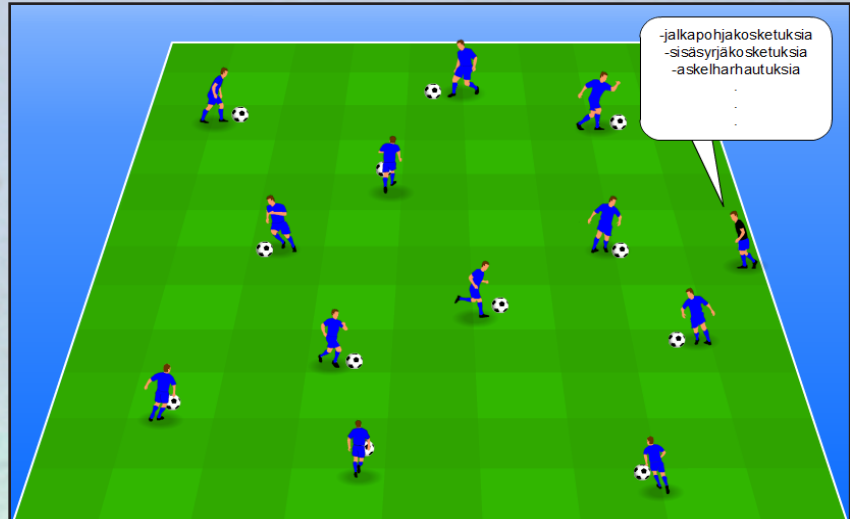 -jalkapohjakosketuksia
-sisäsyrjäkosketuksia
-askelharhautuksia
.
.
.